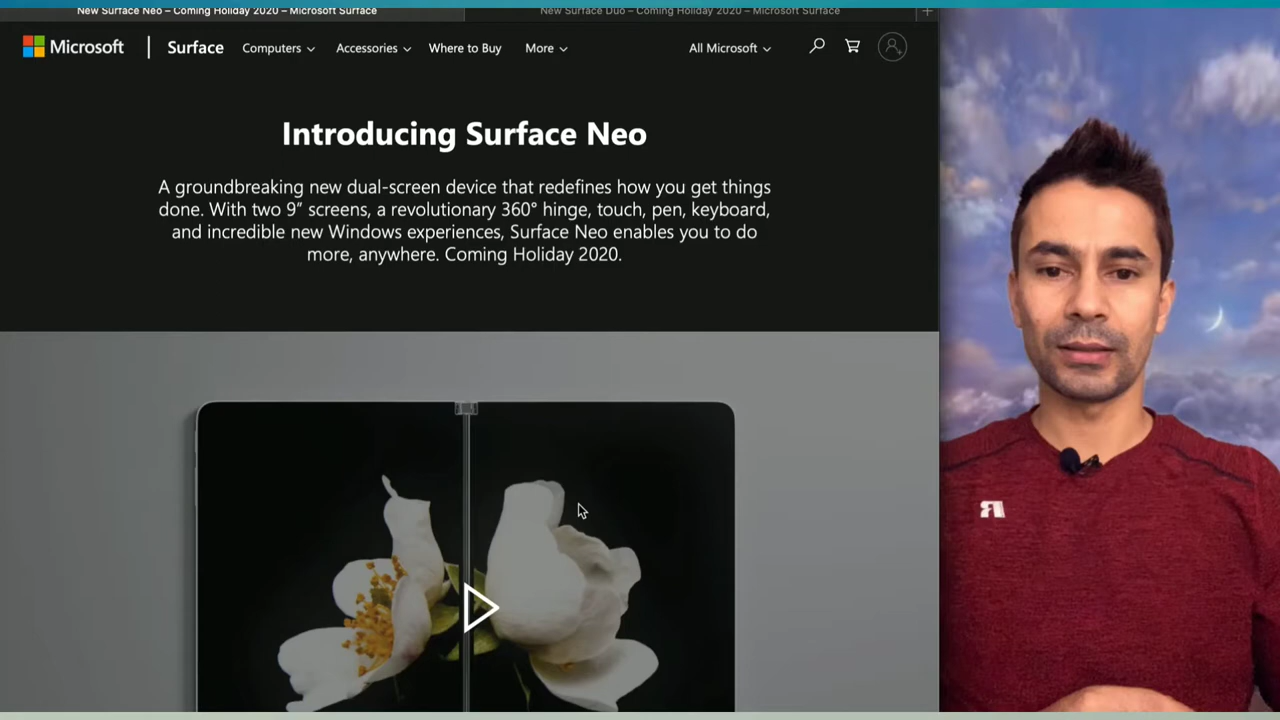 New Surface Neo – Coming Holiday 2020 – Microsoft Surface
New Surface Duo – Coming Holiday 2020 – Microsoft Surface
Microsoft | Surface Computers Accessories Where to Buy More All Microsoft
Introducing Surface Neo
A groundbreaking new dual-screen device that redefines how you get things
done. With two 9” screens, a revolutionary 360° hinge, touch, pen, keyboard,
and incredible new Windows experiences, Surface Neo enables you to do
more, anywhere. Coming Holiday 2020.